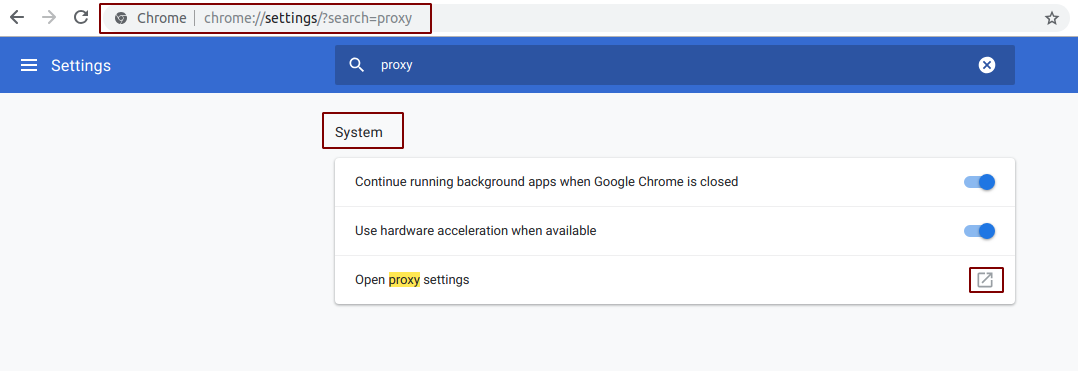 Chrome | chrome://settings/?search=proxy
Settings
proxy
System
Continue running background apps when Google Chrome is closed
Use hardware acceleration when available
Open proxy settings